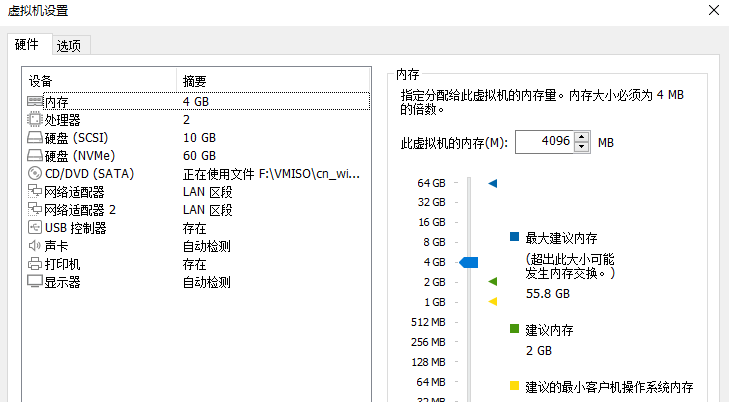 虚拟机设置
硬件 选项
设备 摘要
内存 4 GB
处理器 2
硬盘 (SCSI) 10 GB
硬盘 (NVMe) 60 GB
CD/DVD (SATA) 正在使用文件 F:\VMISO\cn_wi...
网络适配器 LAN 区段
网络适配器 2 LAN 区段
USB 控制器 存在
声卡 自动检测
打印机 存在
显示器 自动检测
内存
指定分配给此虚拟机的内存量。内存大小必须为 4 MB
的倍数。
此虚拟机的内存(M): 4096 MB
64 GB
32 GB
16 GB
8 GB
4 GB
2 GB
1 GB
512 MB
256 MB
128 MB
64 MB
32 MB
最大建议内存
(超出此大小可能
发生内存交换。)
55.8 GB
建议内存
2 GB
建议的最小客户机操作系统内存